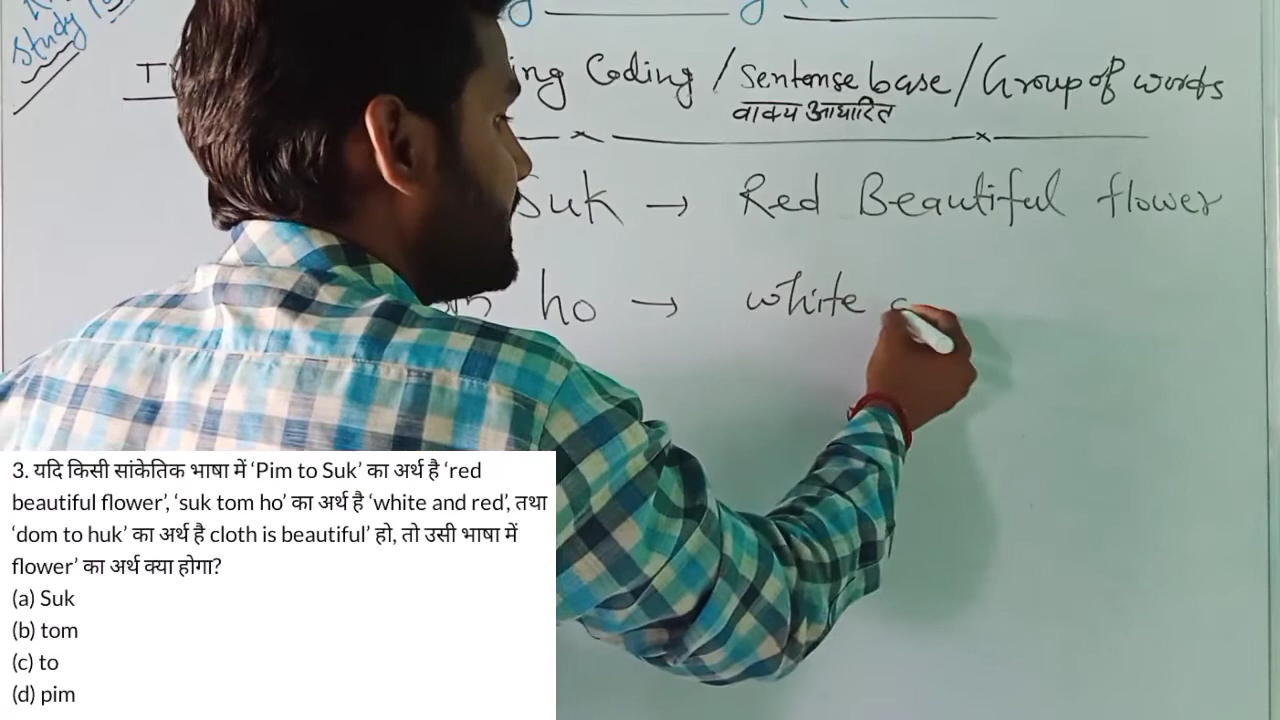 Study
ing Coding / Sentense base / Group of words
वाक्य आधारित
Suk → Red Beautiful flower
ho → white
3. यदि किसी सांकेतिक भाषा में ‘Pim to Suk’ का अर्थ है ‘red
beautiful flower’, ‘suk tom ho’ का अर्थ है ‘white and red’, तथा
‘dom to huk’ का अर्थ है cloth is beautiful’ हो, तो उसी भाषा में
flower’ का अर्थ क्या होगा?
(a) Suk
(b) tom
(c) to
(d) pim